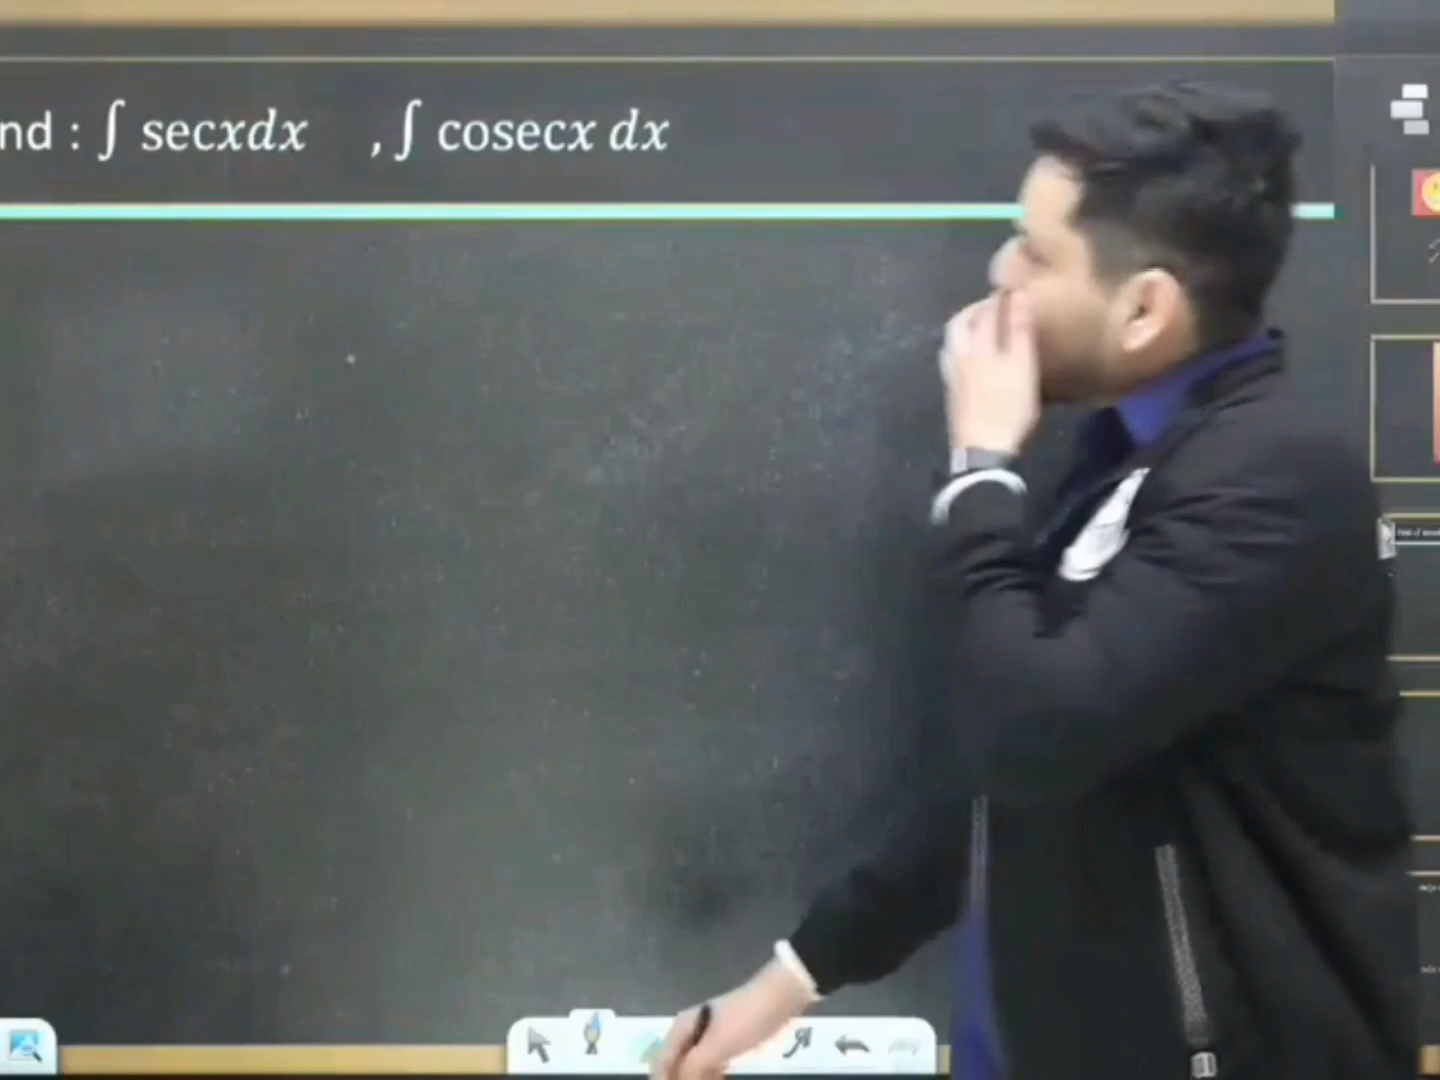 nd : ∫ secxdx , ∫ cosecx dx